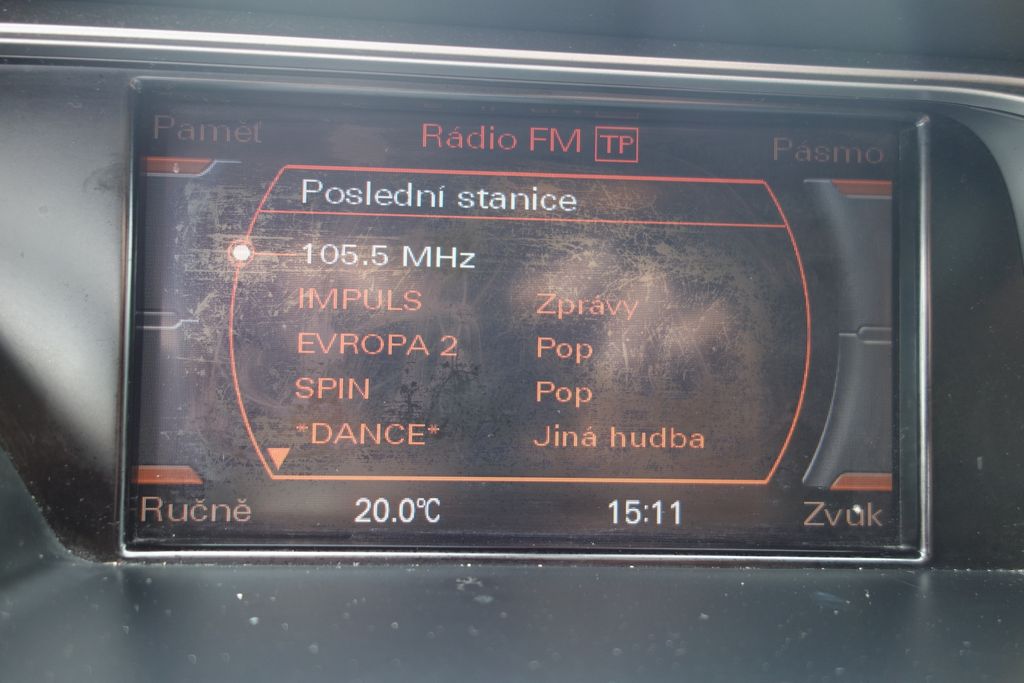 Paměť Rádio FM TP Pásmo
Poslední stanice
105.5 MHz
IMPULS Zprávy
EVROPA 2 Pop
SPIN Pop
*DANCE* Jiná hudba
Ručně 20.0°C 15:11 Zvuk